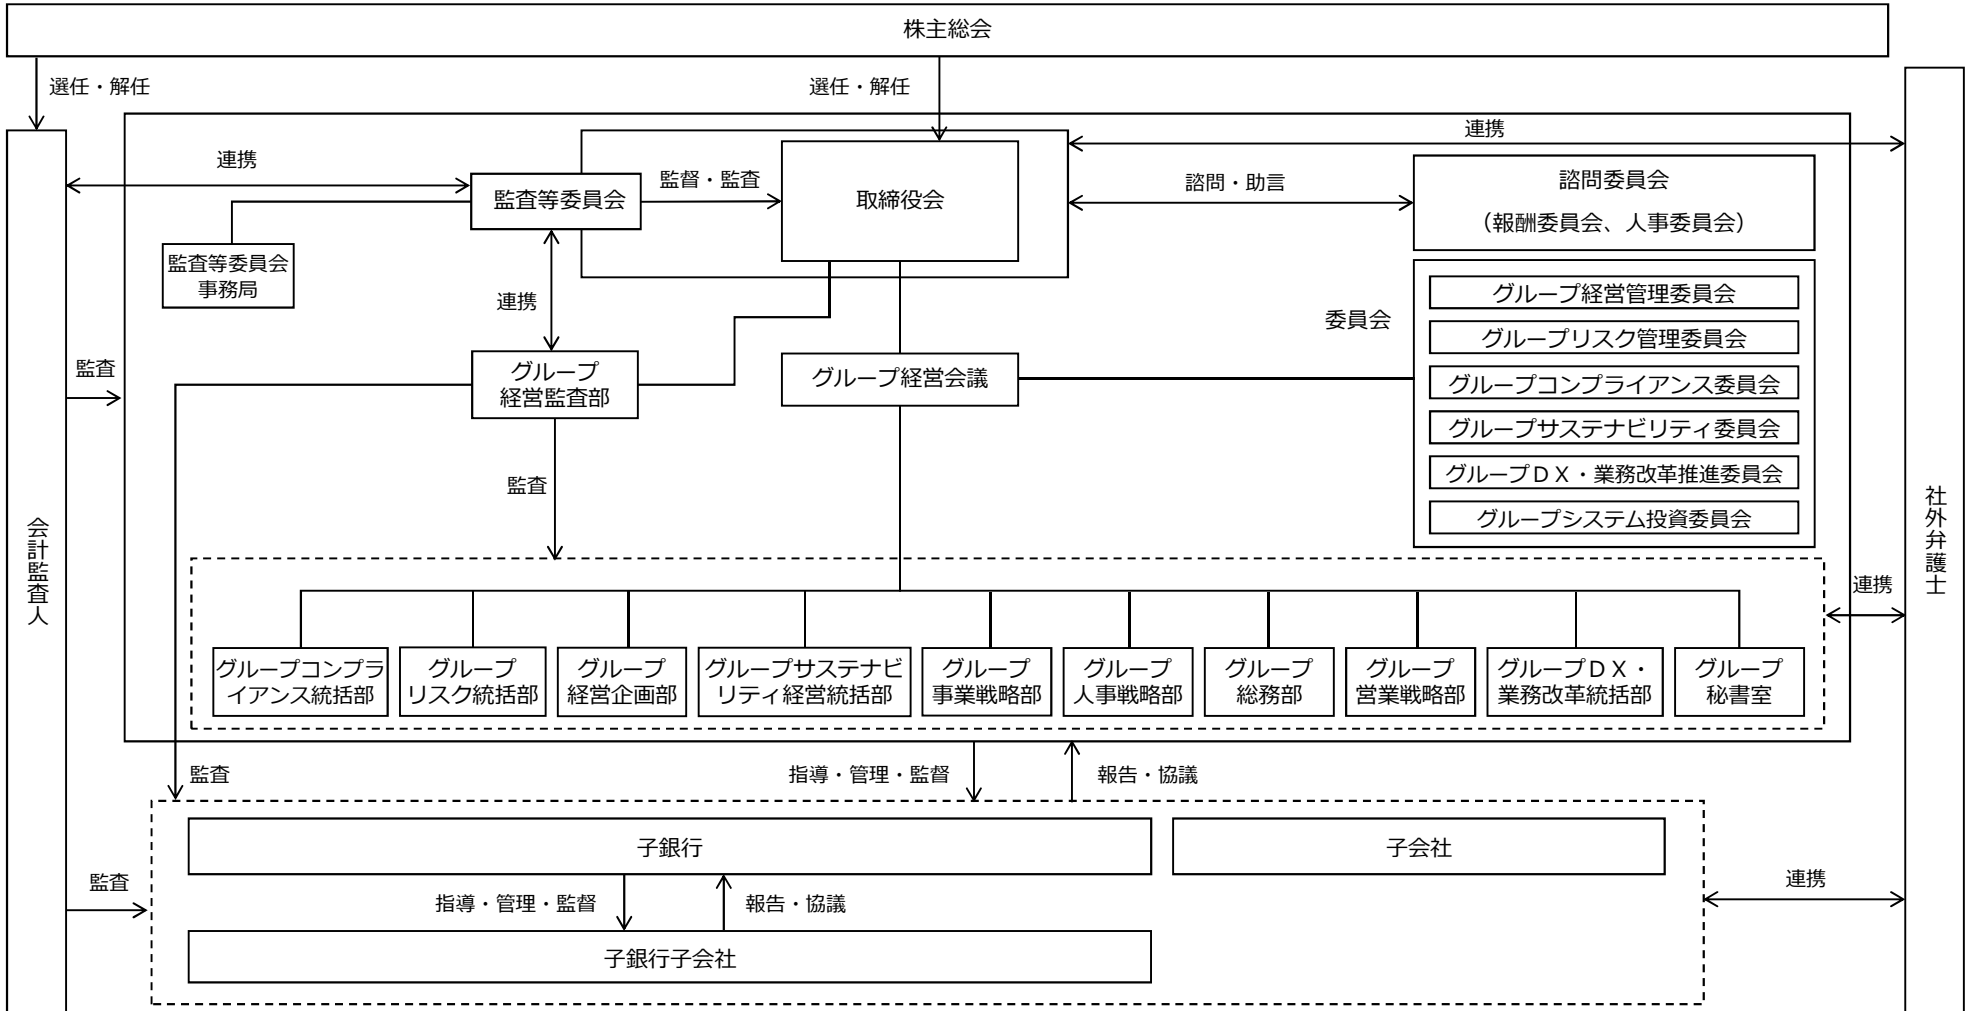 株主総会
選任・解任
選任・解任
連携
連携
監査等委員会
監督・監査
取締役会
諮問・助言
諮問委員会
（報酬委員会、人事委員会）
監査等委員会
事務局
連携
委員会
グループ経営管理委員会
グループリスク管理委員会
グループコンプライアンス委員会
グループサステナビリティ委員会
グループＤＸ・業務改革推進委員会
グループシステム投資委員会
監査
グループ
経営監査部
グループ経営会議
監査
会計監査人
社外弁護士
連携
グループコンプラ
イアンス統括部
グループ
リスク統括部
グループ
経営企画部
グループサステナビ
リティ経営統括部
グループ
事業戦略部
グループ
人事戦略部
グループ
総務部
グループ
営業戦略部
グループＤＸ・
業務改革統括部
グループ
秘書室
監査
指導・管理・監督
報告・協議
子銀行
子会社
監査
指導・管理・監督
報告・協議
連携
子銀行子会社